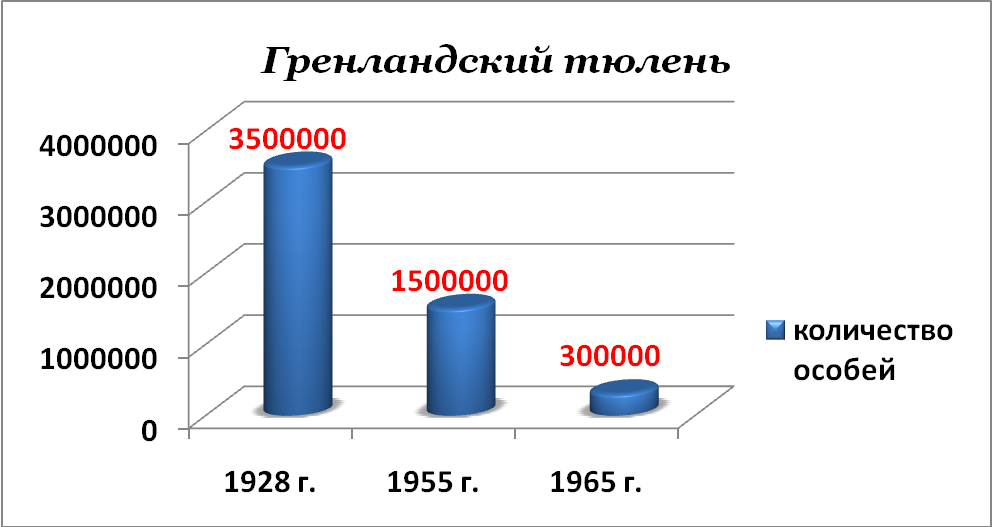 Гренландский тюлень
4000000
3000000
2000000
1000000
0
3500000
1500000
300000
1928 г.
1955 г.
1965 г.
количество
особей